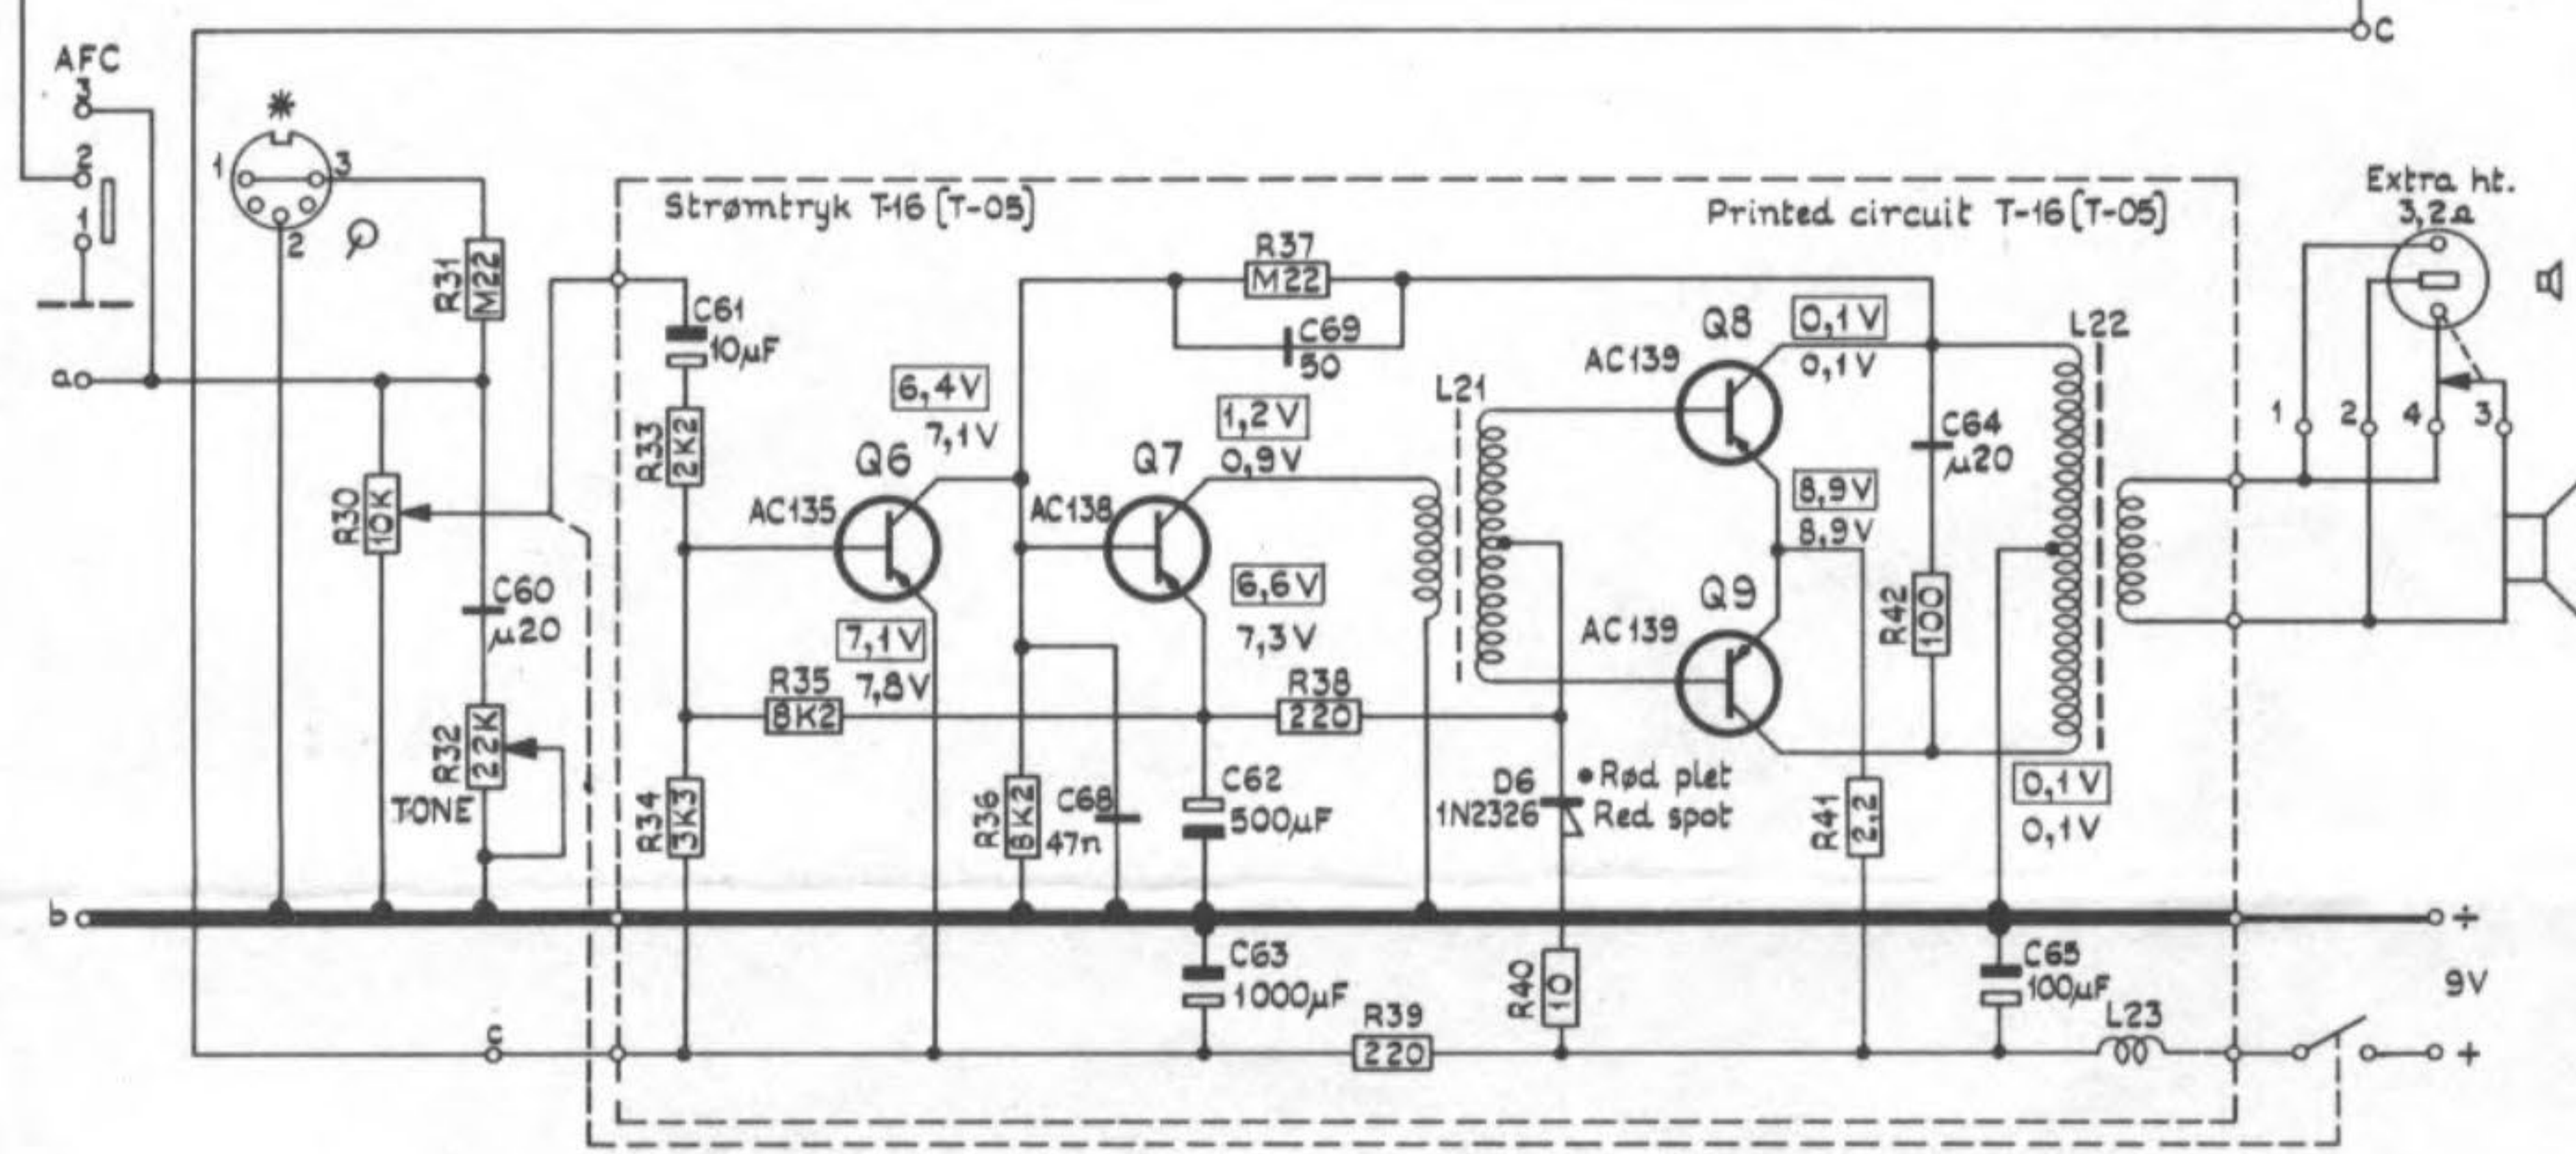 C
AFC
3
2
1
*
1
3
2
a
R31
M22
R30
10K
C60
µ20
R32
22K
TONE
b
c
Strømtryk T-16 (T-05)
Printed circuit T-16 (T-05)
C61
10µF
R33
2K2
R34
3K3
R35
8K2
Q6
AC135
6,4V
7,1V
7,1V
7,8V
R37
M22
C69
50
Q7
AC138
1,2V
0,9V
6,6V
7,3V
R36
8K2
C68
47n
C62
500µF
R38
220
C63
1000µF
R39
220
L21
Q8
AC139
0,1V
0,1V
8,9V
8,9V
Q9
AC139
D6
1N2326
• Rød plet
Red spot
R40
10
R41
2,2
C64
µ20
R42
100
L22
0,1V
0,1V
C65
100µF
L23
Extra ht.
3,2Ω
1
2
4
3
÷
9V
+